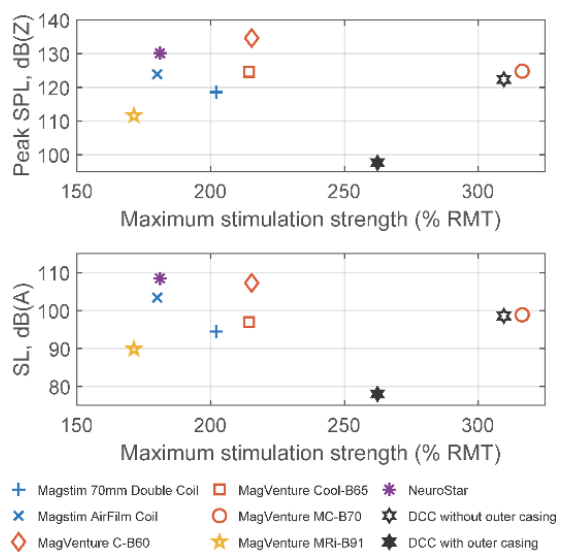 140
130
120
110
100
Peak SPL, dB(Z)
150 200 250 300
Maximum stimulation strength (% RMT)
110
100
90
80
SL, dB(A)
150 200 250 300
Maximum stimulation strength (% RMT)
Magstim 70mm Double Coil MagVenture Cool-B65 NeuroStar
Magstim AirFilm Coil MagVenture MC-B70 DCC without outer casing
MagVenture C-B60 MagVenture MRi-B91 DCC with outer casing